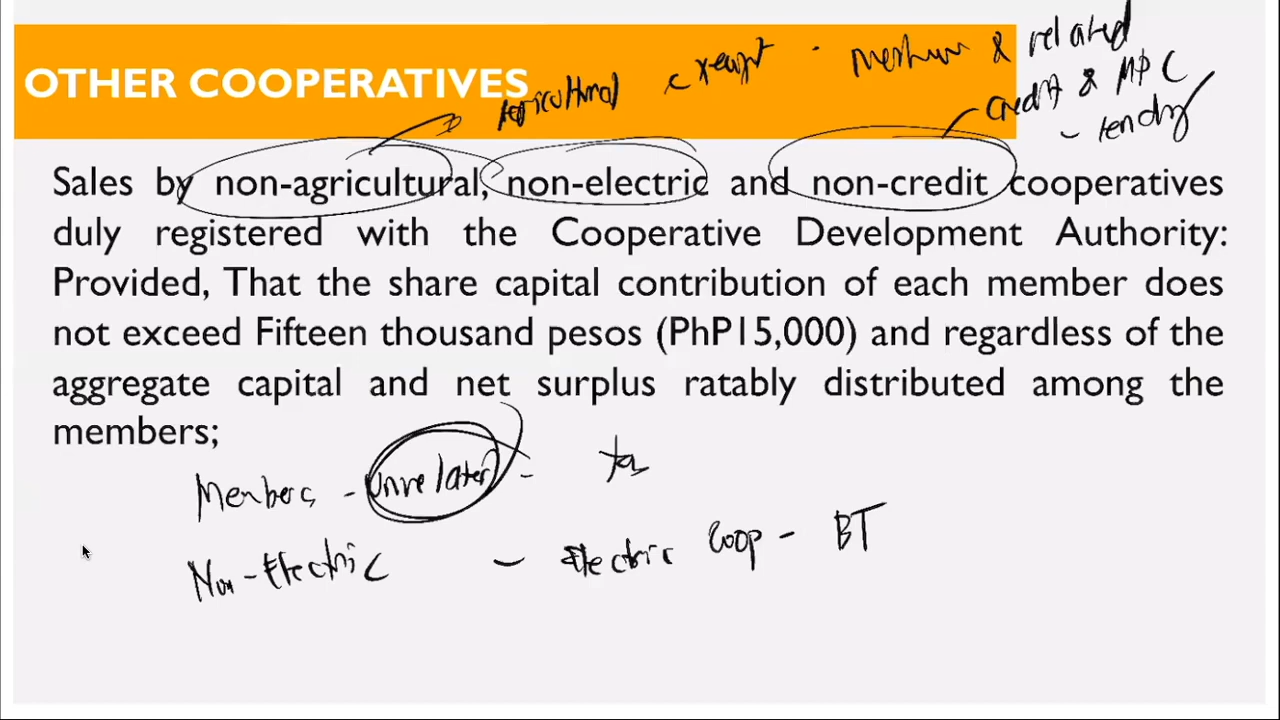 related
exempt - members &
credit & MPC
OTHER COOPERATIVES
Agricultural
- lending
Sales by non-agricultural, non-electric and non-credit cooperatives
duly registered with the Cooperative Development Authority:
Provided, That the share capital contribution of each member does
not exceed Fifteen thousand pesos (PhP15,000) and regardless of the
aggregate capital and net surplus ratably distributed among the
members;
Members - Unrelated -
Non-Electric - Electric Coop - BT